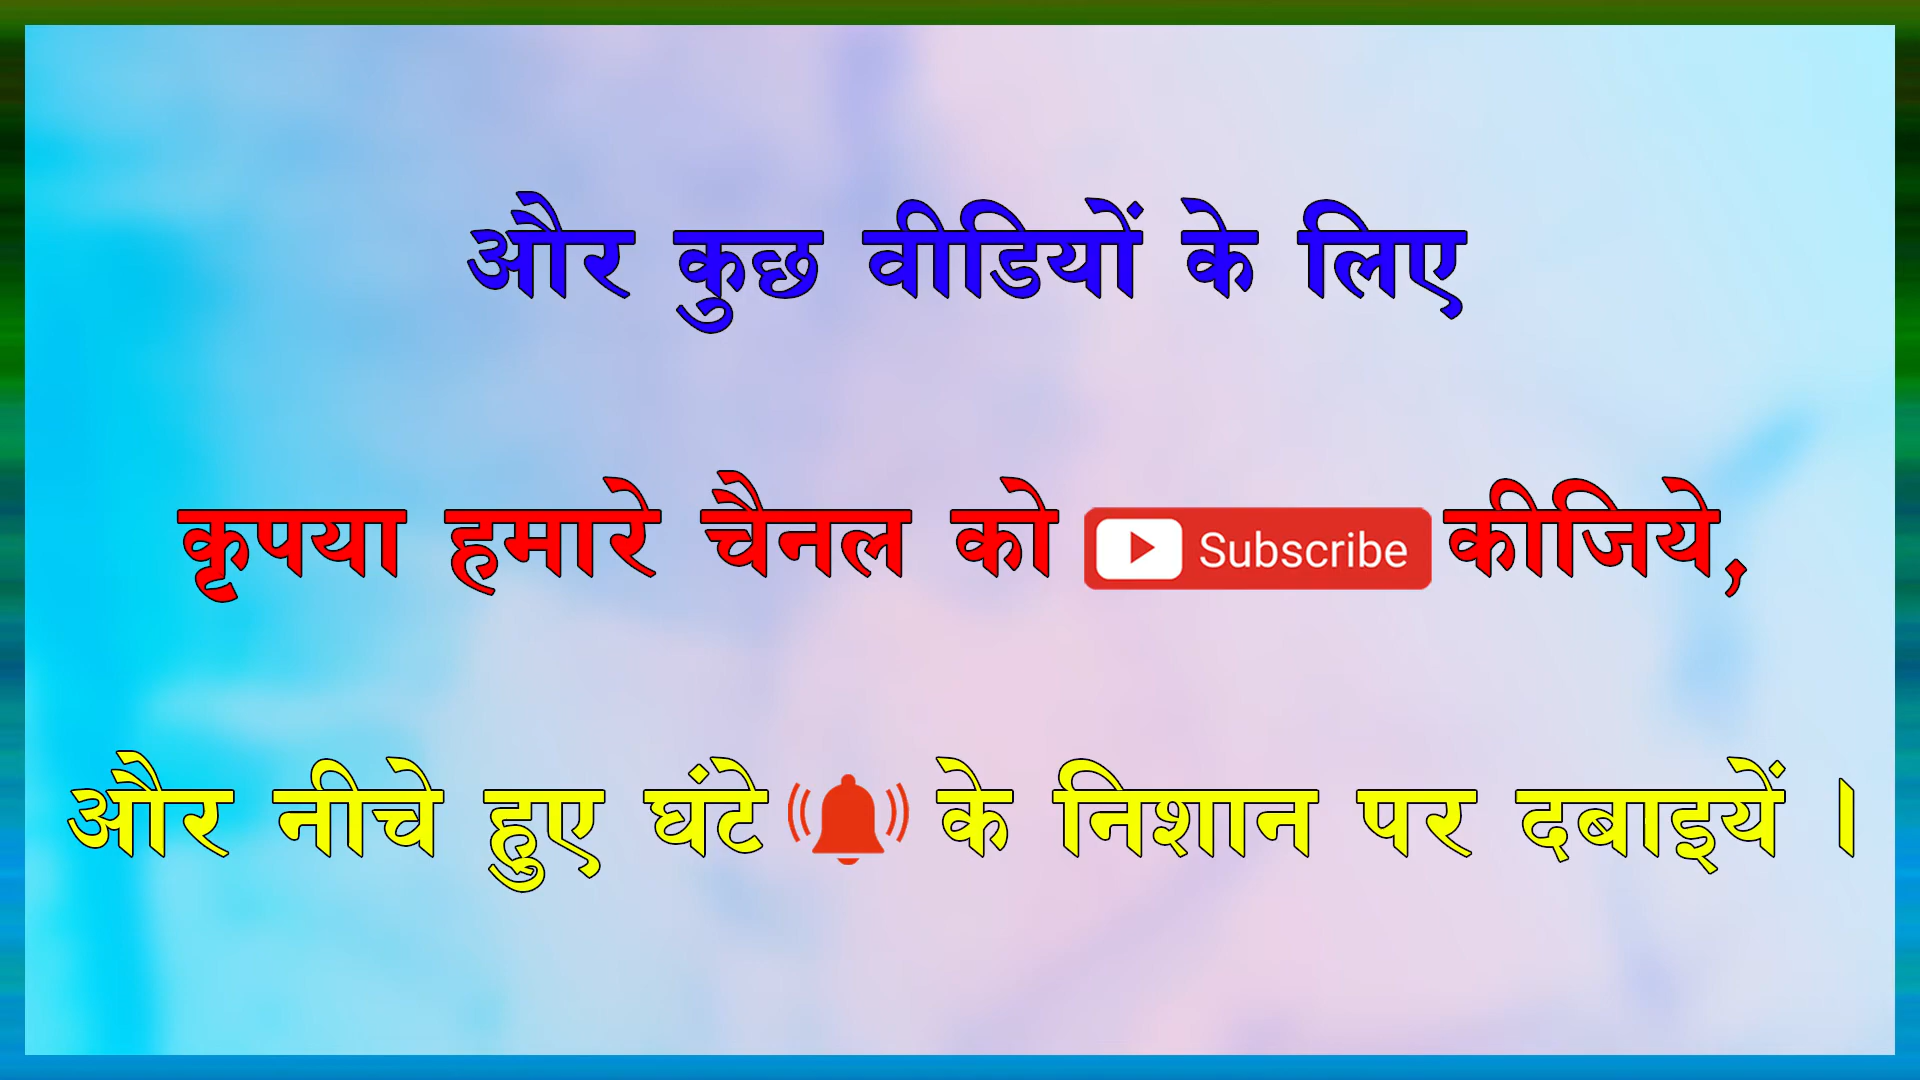 और कुछ वीडियों के लिए
कृपया हमारे चैनल को Subscribe कीजिये,
और नीचे हुए घंटे के निशान पर दबाइयें ।